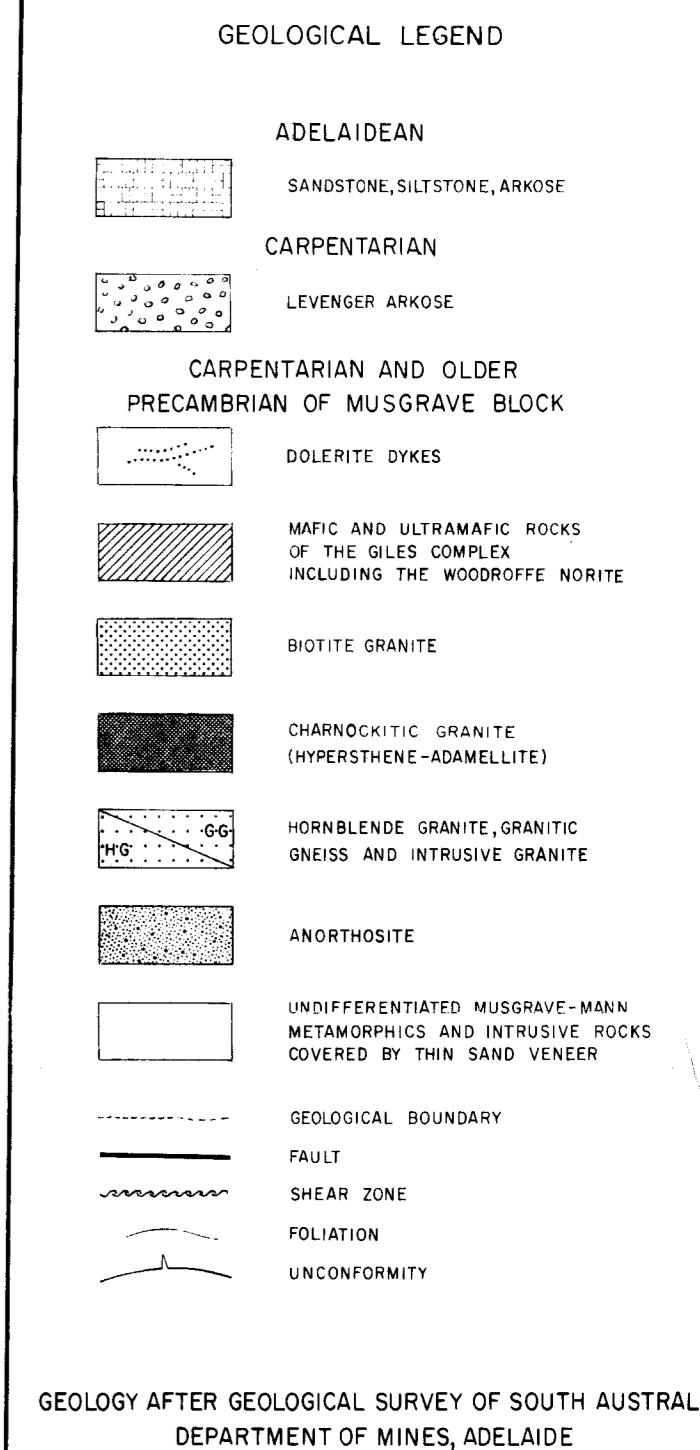 GEOLOGICAL LEGEND
ADELAIDEAN
SANDSTONE, SILTSTONE, ARKOSE
CARPENTARIAN
LEVENGER ARKOSE
CARPENTARIAN AND OLDER
PRECAMBRIAN OF MUSGRAVE BLOCK
DOLERITE DYKES
MAFIC AND ULTRAMAFIC ROCKS
OF THE GILES COMPLEX
INCLUDING THE WOODROFFE NORITE
BIOTITE GRANITE
CHARNOCKITIC GRANITE
(HYPERSTHENE-ADAMELLITE)
G·G
H·G
HORNBLENDE GRANITE, GRANITIC
GNEISS AND INTRUSIVE GRANITE
ANORTHOSITE
UNDIFFERENTIATED MUSGRAVE-MANN
METAMORPHICS AND INTRUSIVE ROCKS
COVERED BY THIN SAND VENEER
GEOLOGICAL BOUNDARY
FAULT
SHEAR ZONE
FOLIATION
UNCONFORMITY
GEOLOGY AFTER GEOLOGICAL SURVEY OF SOUTH AUSTRAL
DEPARTMENT OF MINES, ADELAIDE